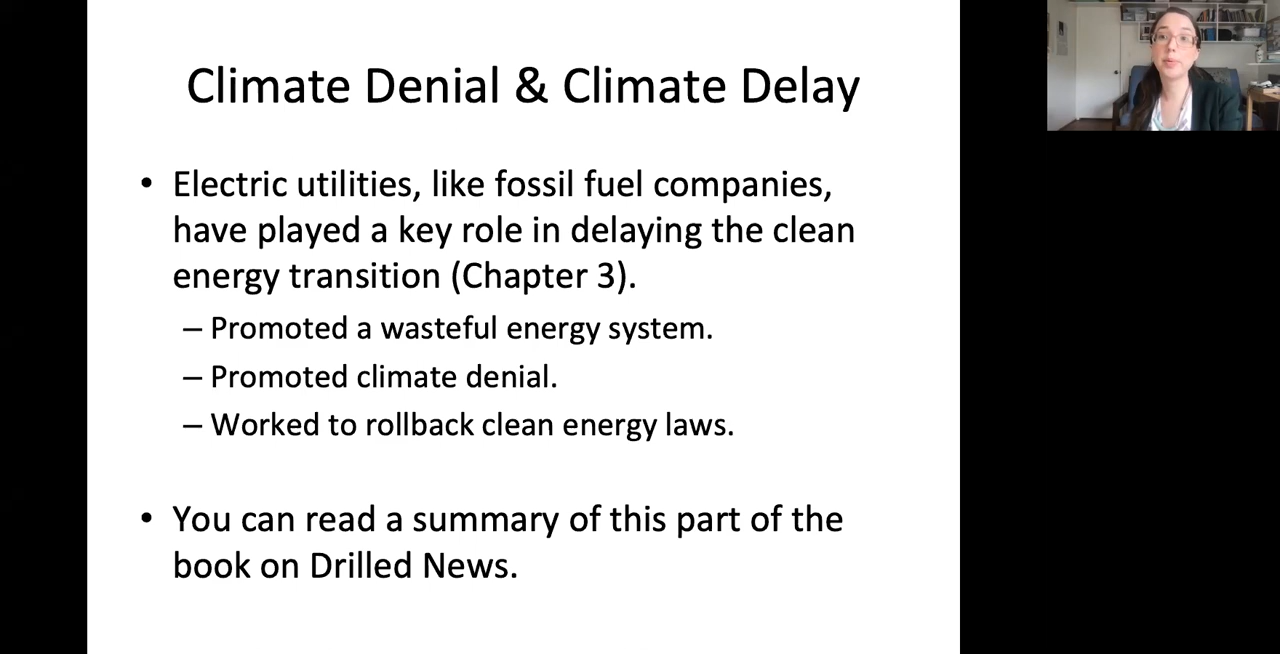 Climate Denial & Climate Delay
• Electric utilities, like fossil fuel companies,
have played a key role in delaying the clean
energy transition (Chapter 3).
– Promoted a wasteful energy system.
– Promoted climate denial.
– Worked to rollback clean energy laws.
• You can read a summary of this part of the
book on Drilled News.